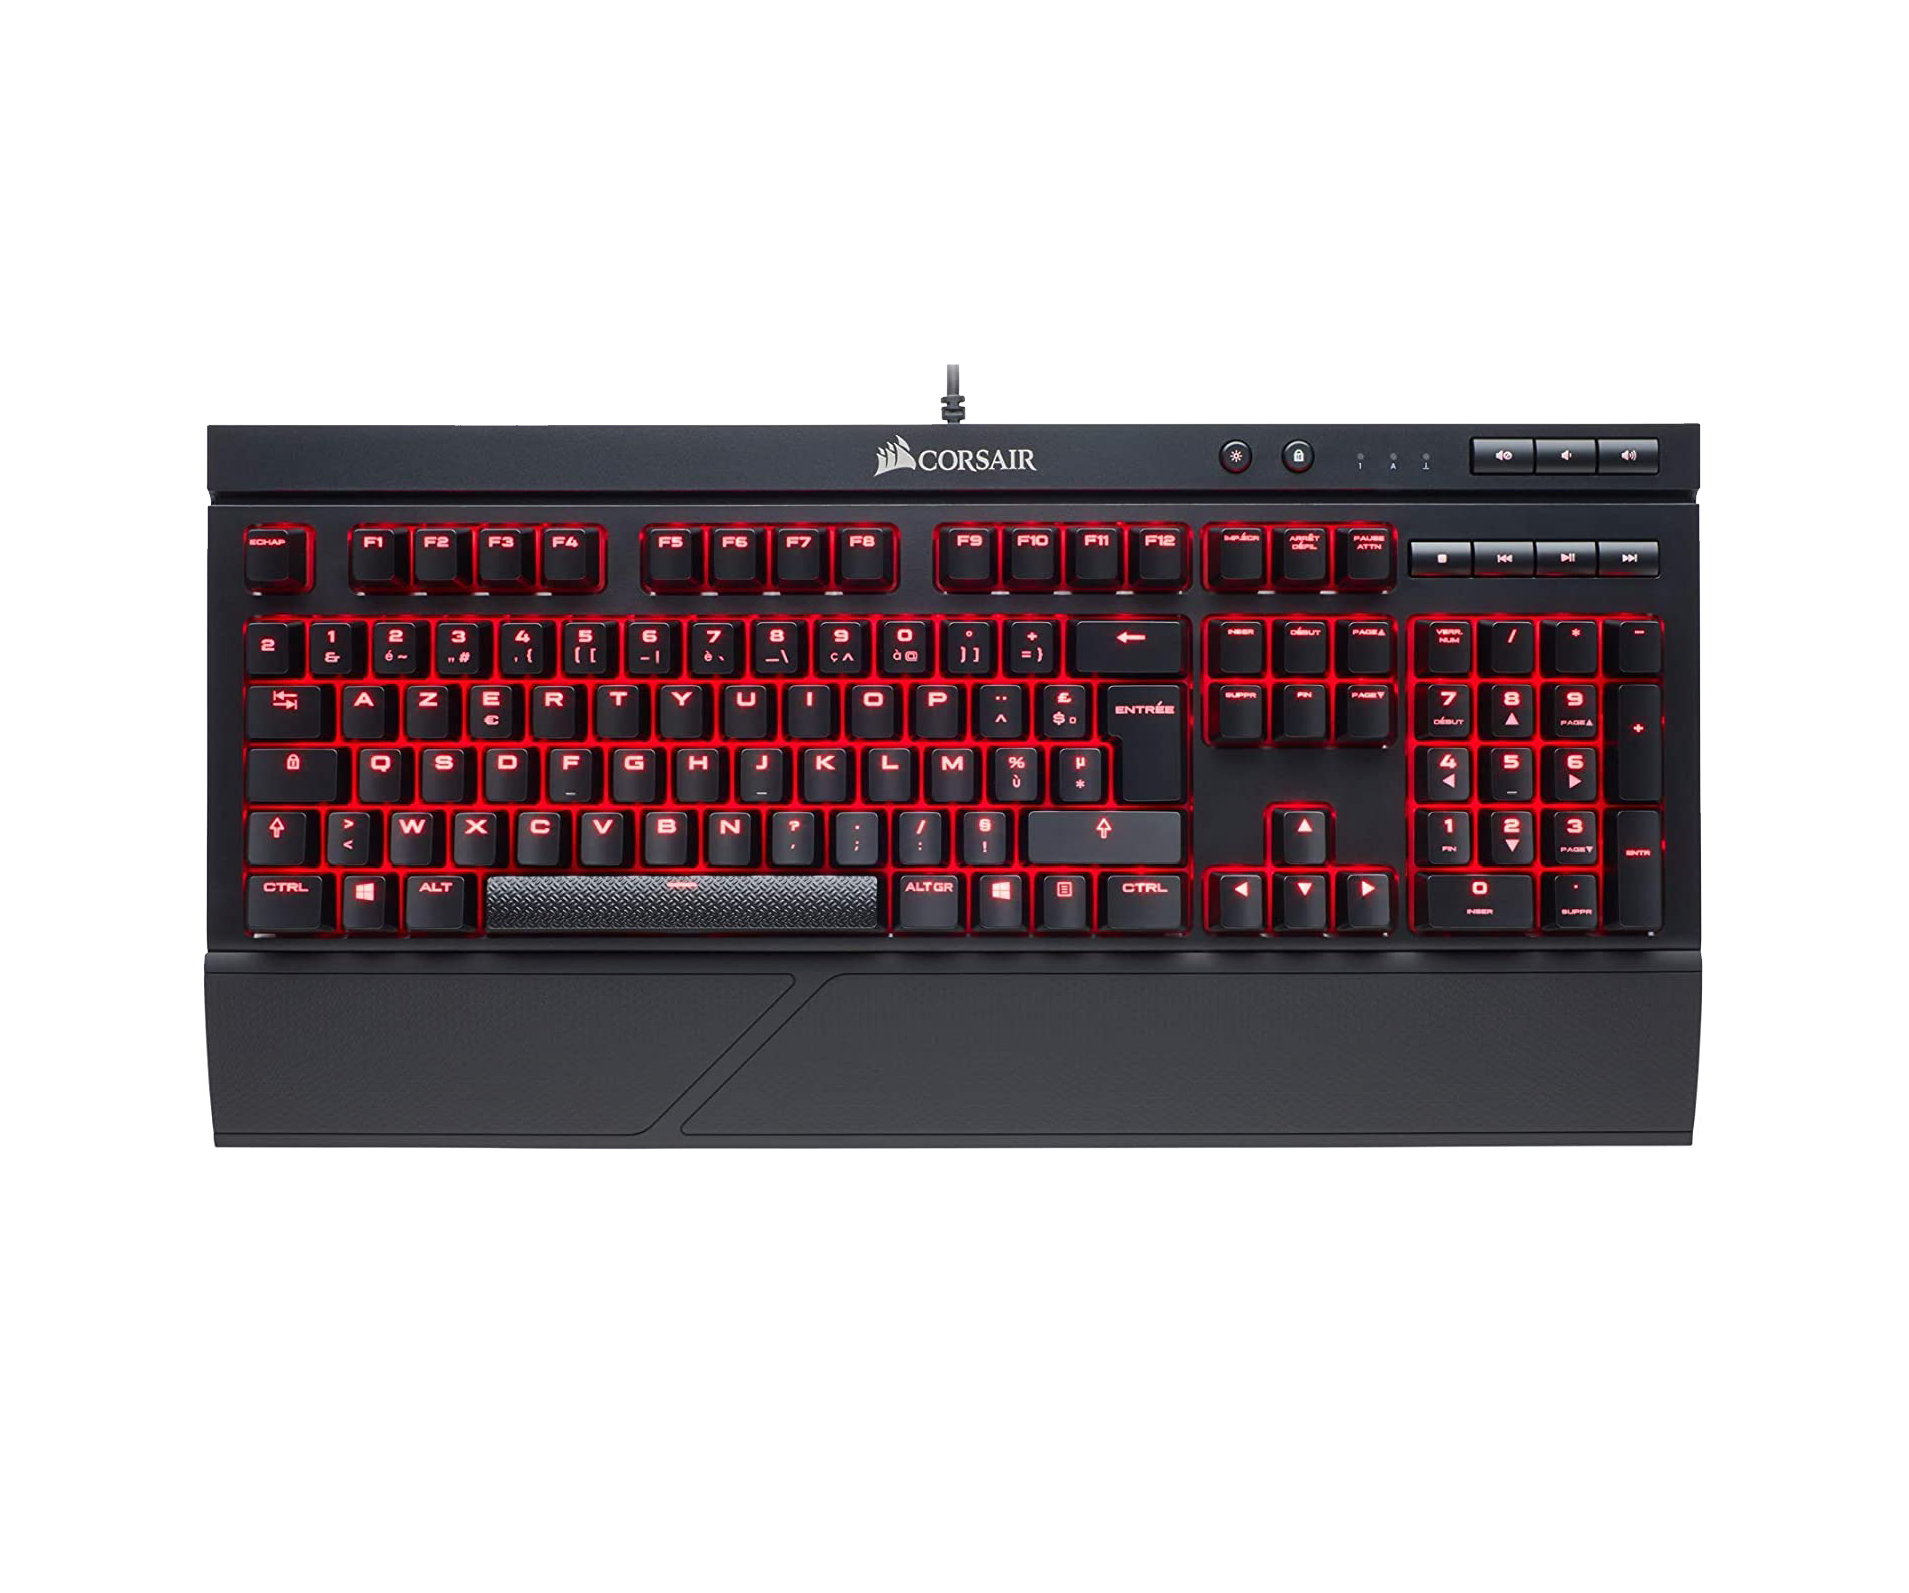 CORSAIR
1 A
ECHAP F1 F2 F3 F4 F5 F6 F7 F8 F9 F10 F11 F12 IMP.ÉCR ARRÊT DÉFIL PAUSE ATTN
2 1 & 2 é ~ 3 " # 4 ' { 5 ( [ 6 - | 7 è ` 8 _ \ 9 ç ^ 0 à @ ° ) ] + = } INSER DÉBUT PAGE▲ VERR. NUM / * -
A Z E € R T Y U I O P ¨ ^ £ $ ¤ ENTRÉE SUPPR FIN PAGE▼ 7 DÉBUT 8 ▲ 9 PAGE▲ +
Q S D F G H J K L M % ù µ * 4 ◀ 5 6 ▶
> < W X C V B N ? , . ; / : § ! ▲ 1 FIN 2 ▼ 3 PAGE▼ ENTR
CTRL ALT ALT GR CTRL ◀ ▼ ▶ 0 INSER . SUPPR